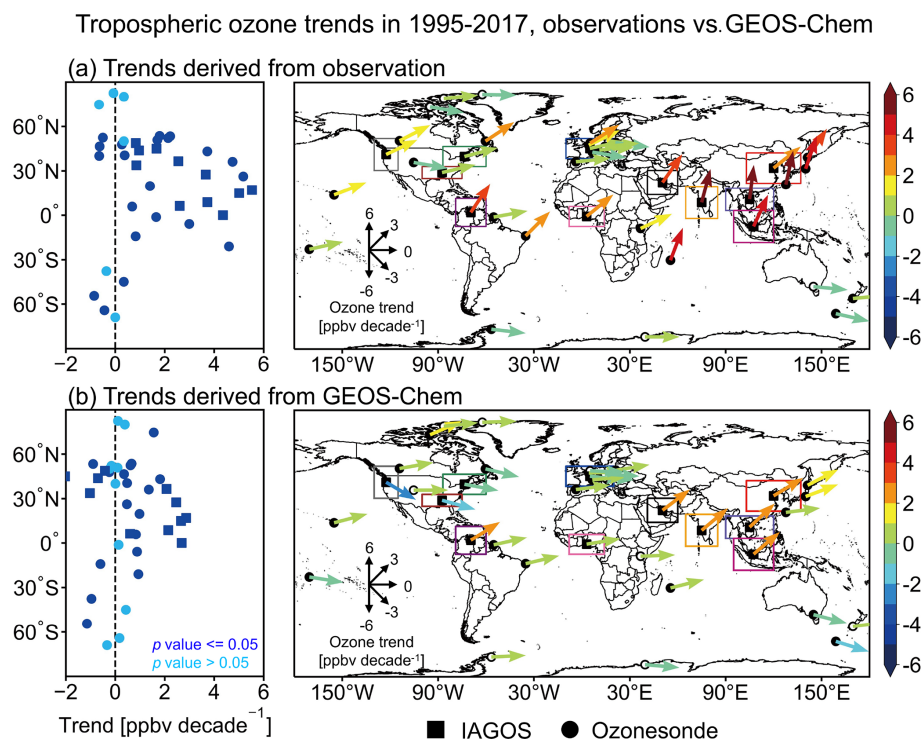 Tropospheric ozone trends in 1995-2017, observations vs. GEOS-Chem
(a) Trends derived from observation
60°N
30°N
0°
30°S
60°S
−2 0 2 4 6
6
3
-3
-6
Ozone trend
[ppbv decade⁻¹]
150°W 90°W 30°W 30°E 90°E 150°E
6
4
2
0
-2
-4
-6
(b) Trends derived from GEOS-Chem
60°N
30°N
0°
30°S
60°S
p value <= 0.05
p value > 0.05
−2 0 2 4 6
Trend [ppbv decade⁻¹]
6
3
-3
-6
Ozone trend
[ppbv decade⁻¹]
150°W 90°W 30°W 30°E 90°E 150°E
6
4
2
0
-2
-4
-6
IAGOS Ozonesonde